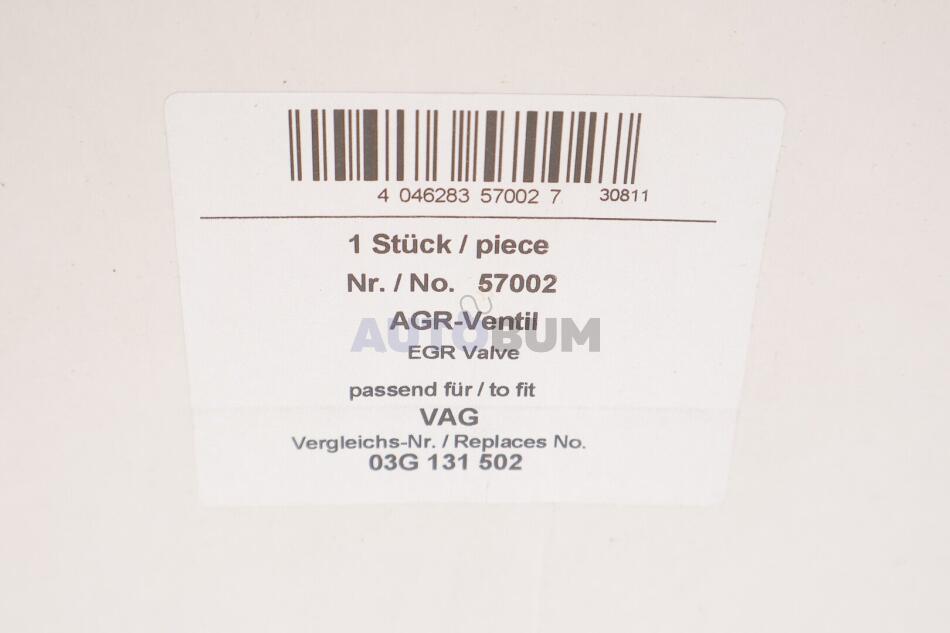 4 046283 57002 7 30811
1 Stück / piece
Nr. / No. 57002
AGR-Ventil
AUTOBUM
EGR Valve
passend für / to fit
VAG
Vergleichs-Nr. / Replaces No.
03G 131 502